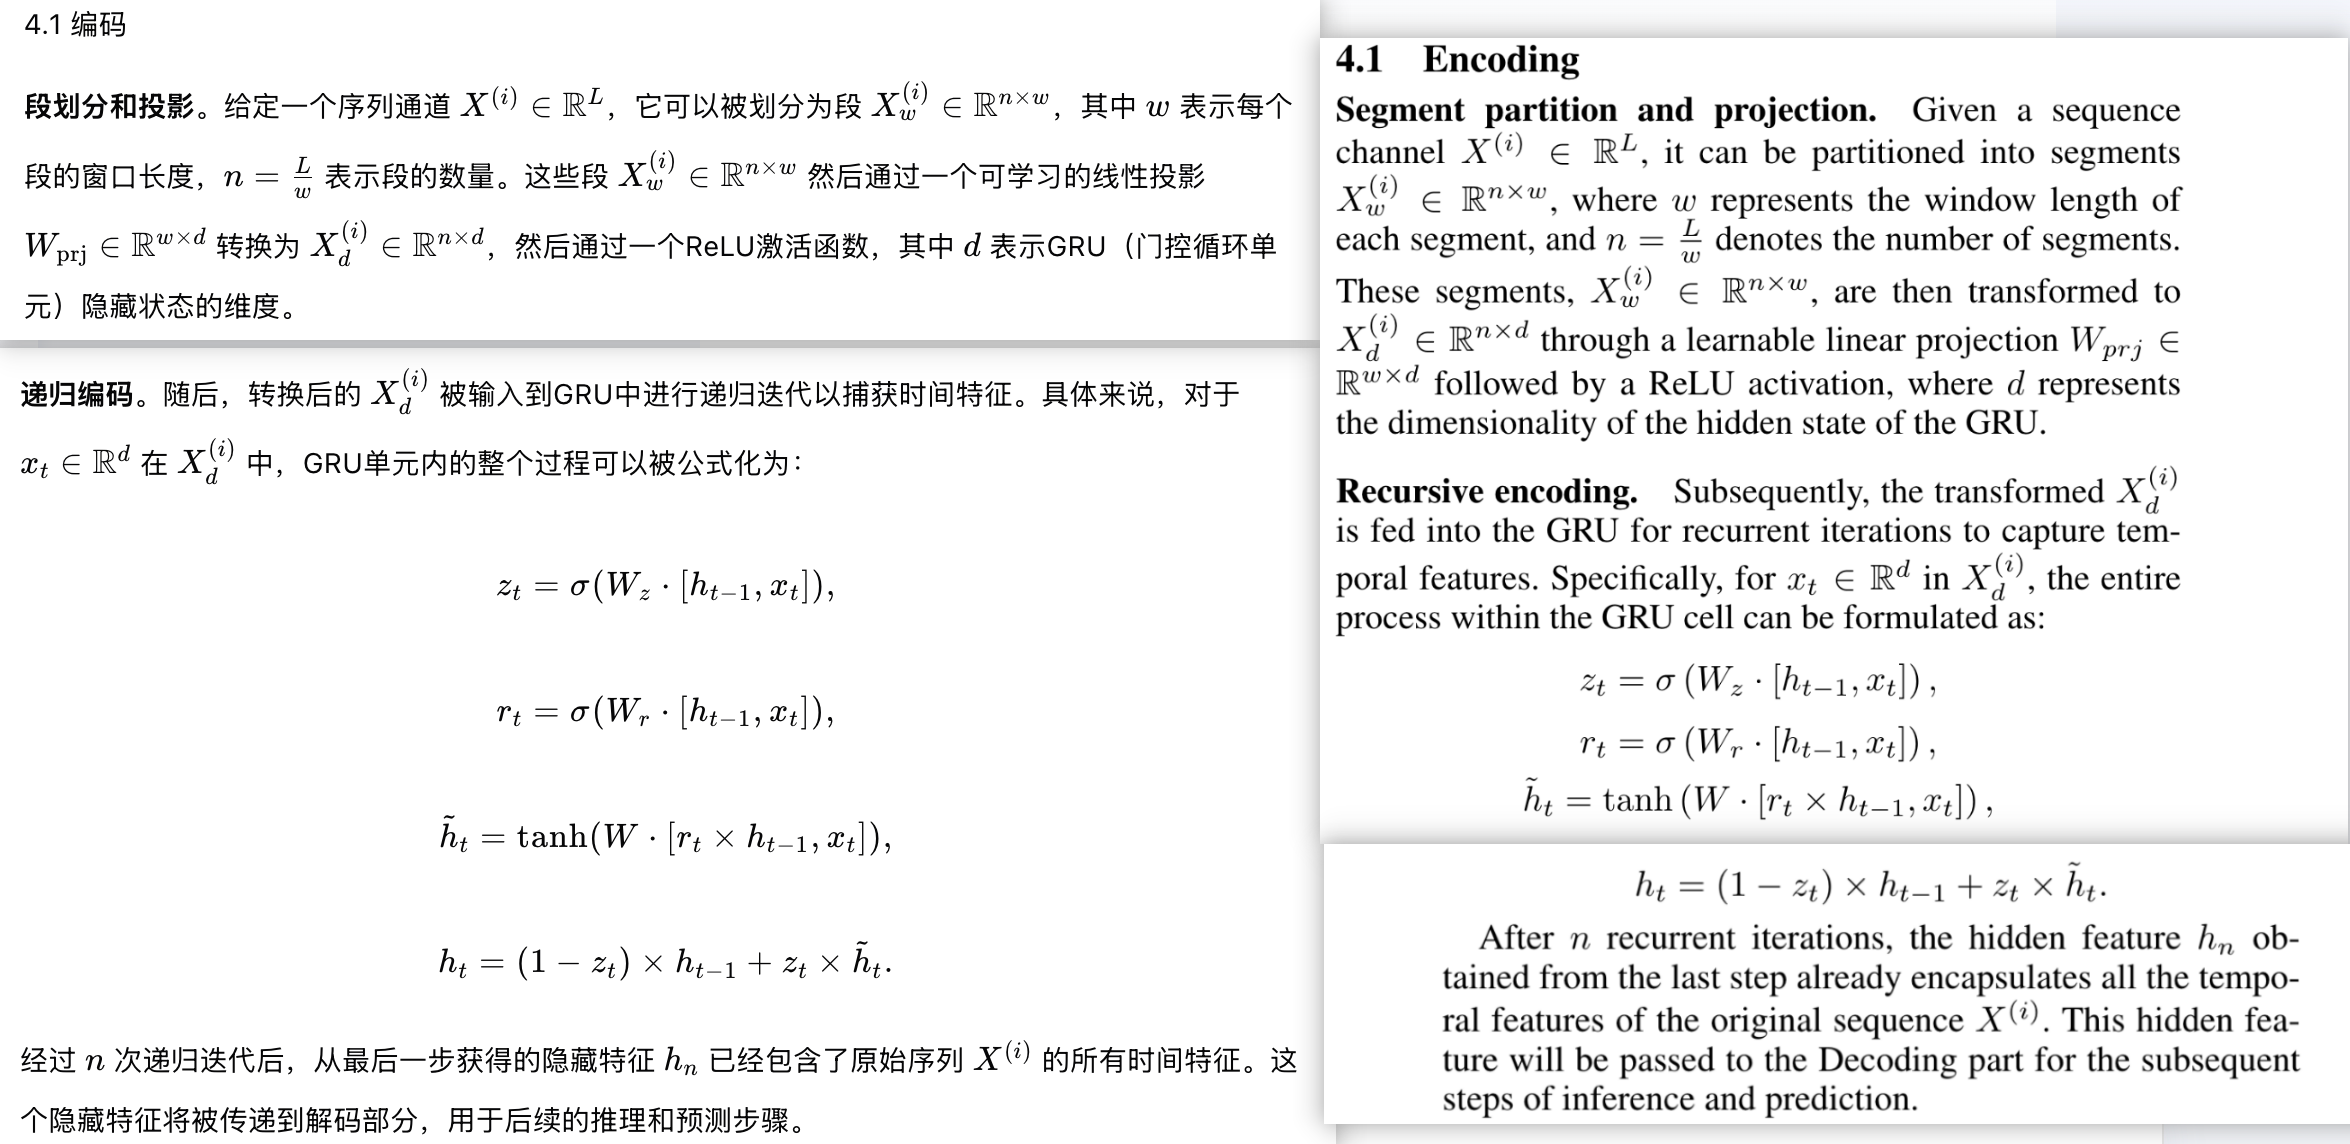 4.1 编码
段划分和投影。给定一个序列通道 $X^{(i)} \in \mathbb{R}^L$，它可以被划分为段 $X_w^{(i)} \in \mathbb{R}^{n \times w}$，其中 $w$ 表示每个
段的窗口长度，$n = \frac{L}{w}$ 表示段的数量。这些段 $X_w^{(i)} \in \mathbb{R}^{n \times w}$ 然后通过一个可学习的线性投影
$W_{\text{prj}} \in \mathbb{R}^{w \times d}$ 转换为 $X_d^{(i)} \in \mathbb{R}^{n \times d}$，然后通过一个ReLU激活函数，其中 $d$ 表示GRU（门控循环单
元）隐藏状态的维度。
递归编码。随后，转换后的 $X_d^{(i)}$ 被输入到GRU中进行递归迭代以捕获时间特征。具体来说，对于
$x_t \in \mathbb{R}^d$ 在 $X_d^{(i)}$ 中，GRU单元内的整个过程可以被公式化为：
$z_t = \sigma(W_z \cdot [h_{t-1}, x_t]),$
$r_t = \sigma(W_r \cdot [h_{t-1}, x_t]),$
$\tilde{h}_t = \tanh(W \cdot [r_t \times h_{t-1}, x_t]),$
$h_t = (1 - z_t) \times h_{t-1} + z_t \times \tilde{h}_t.$
经过 $n$ 次递归迭代后，从最后一步获得的隐藏特征 $h_n$ 已经包含了原始序列 $X^{(i)}$ 的所有时间特征。这
个隐藏特征将被传递到解码部分，用于后续的推理和预测步骤。
4.1 Encoding
Segment partition and projection. Given a sequence
channel $X^{(i)} \in \mathbb{R}^L$, it can be partitioned into segments
$X_w^{(i)} \in \mathbb{R}^{n \times w}$, where $w$ represents the window length of
each segment, and $n = \frac{L}{w}$ denotes the number of segments.
These segments, $X_w^{(i)} \in \mathbb{R}^{n \times w}$, are then transformed to
$X_d^{(i)} \in \mathbb{R}^{n \times d}$ through a learnable linear projection $W_{prj} \in$
$\mathbb{R}^{w \times d}$ followed by a ReLU activation, where $d$ represents
the dimensionality of the hidden state of the GRU.
Recursive encoding. Subsequently, the transformed $X_d^{(i)}$
is fed into the GRU for recurrent iterations to capture tem-
poral features. Specifically, for $x_t \in \mathbb{R}^d$ in $X_d^{(i)}$, the entire
process within the GRU cell can be formulated as:
$z_t = \sigma (W_z \cdot [h_{t-1}, x_t]),$
$r_t = \sigma (W_r \cdot [h_{t-1}, x_t]),$
$\tilde{h}_t = \tanh (W \cdot [r_t \times h_{t-1}, x_t]),$
$h_t = (1 - z_t) \times h_{t-1} + z_t \times \tilde{h}_t.$
After $n$ recurrent iterations, the hidden feature $h_n$ ob-
tained from the last step already encapsulates all the tempo-
ral features of the original sequence $X^{(i)}$. This hidden fea-
ture will be passed to the Decoding part for the subsequent
steps of inference and prediction.